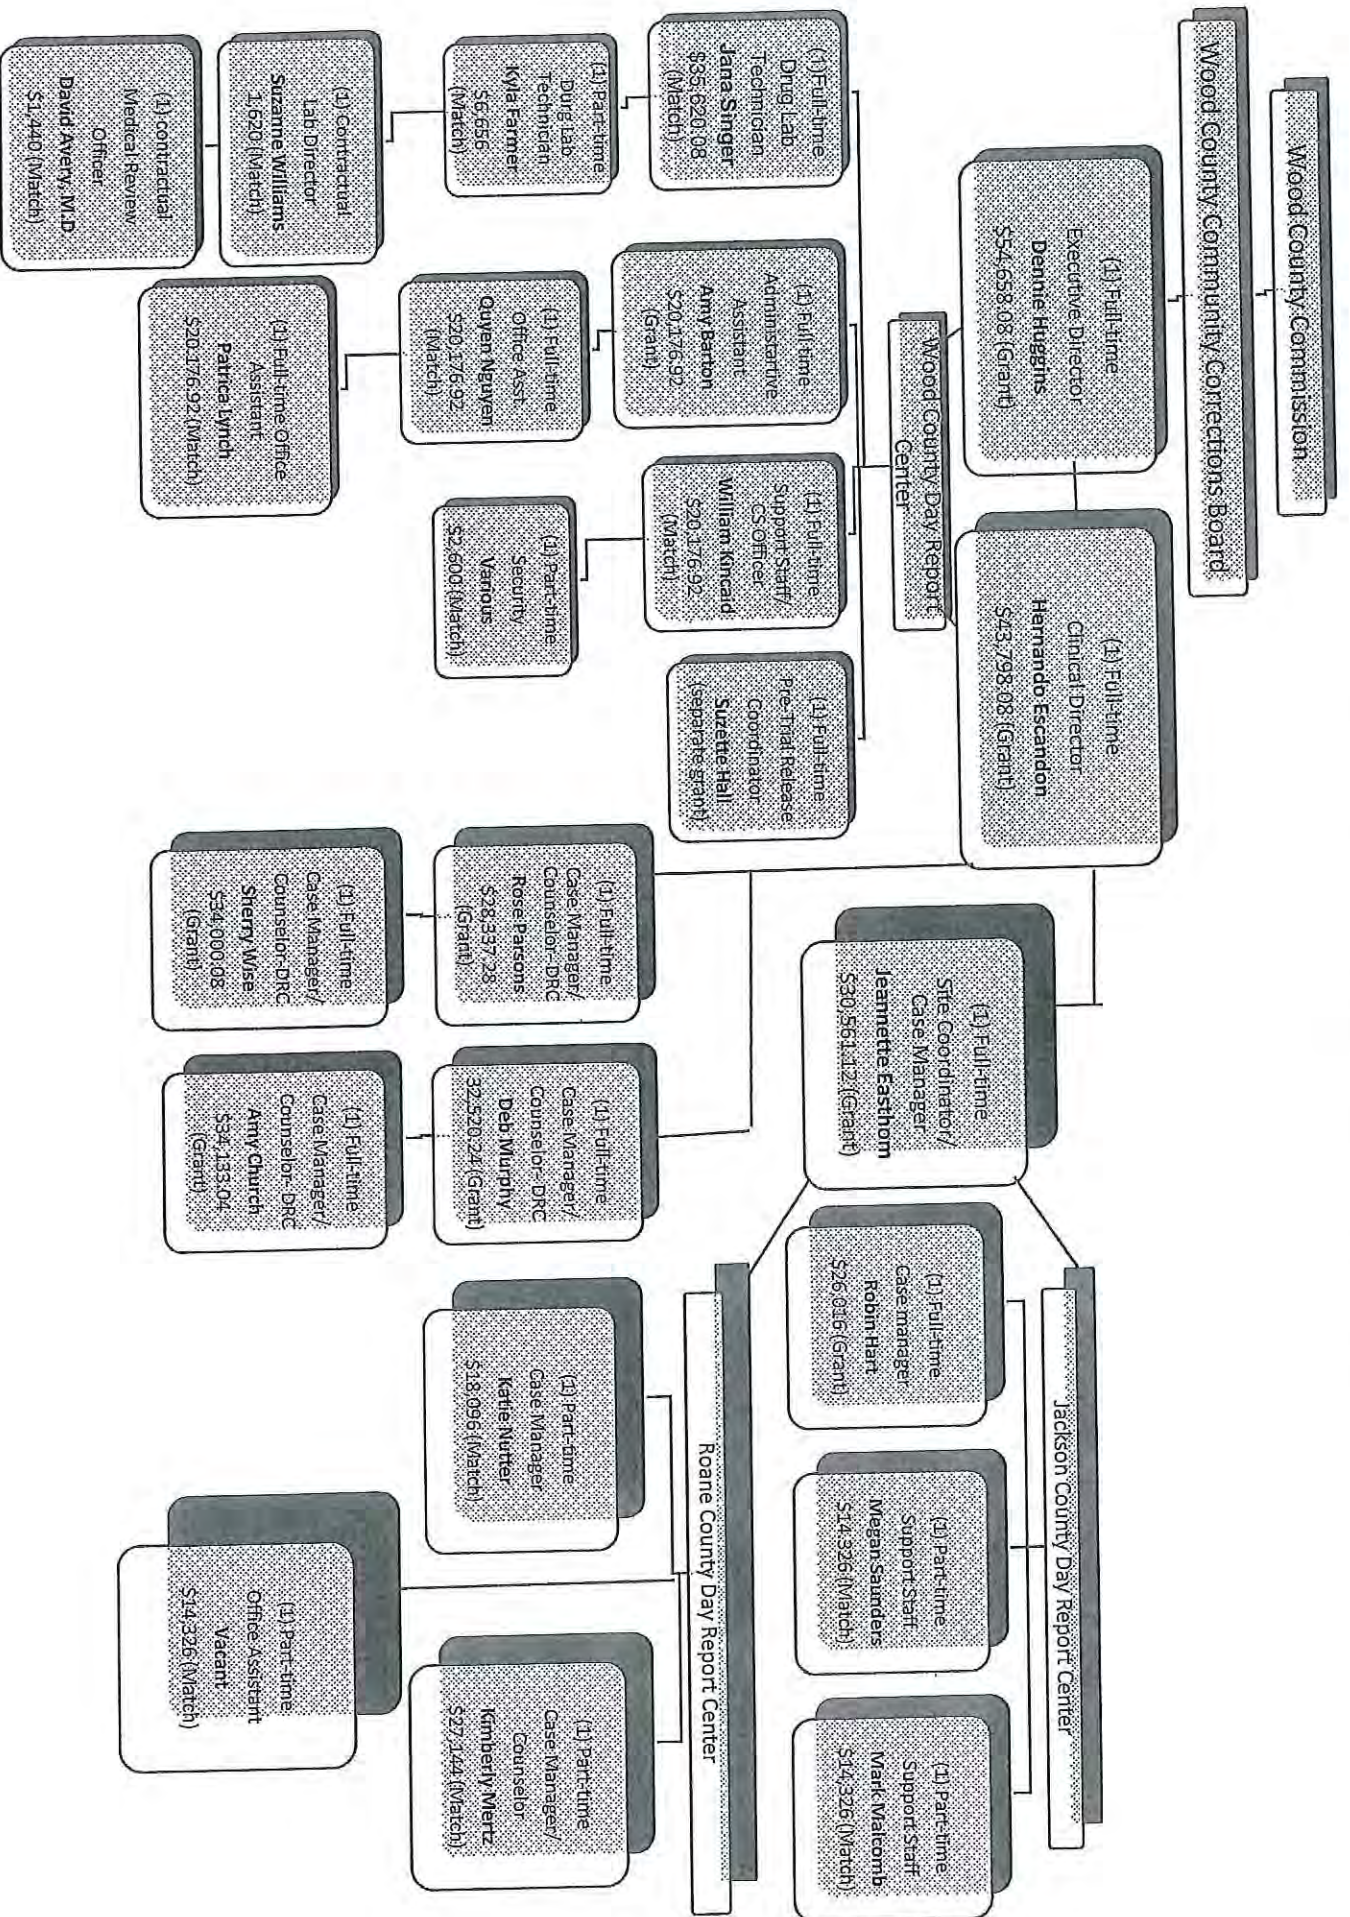 Wood County Commission
Wood County Community Corrections Board
(1) Full-time
Executive Director
Dennie Huggins
$54,658.08 (Grant)
(1) Full-time
Clinical Director
Hernando Escandon
$43,798.08 (Grant)
Wood County Day Report
Center
(1)Full-time
Drug Lab
Technician
Jana Singer
$35,620.08
(Match)
(1) Part-time
Durg Lab
Technician
Kyla Farmer
$6,656
(Match)
(1) Contractual
Lab Director
Suzanne Williams
1,620 (Match)
(1) contractual
Medical Review
Officer
David Avery,M.D.
$1,440 (Match)
(1) Full-time
Administartive
Assistant
Amy Barton
$20,176.92
(Grant)
(1) Full-time
Office Asst.
Quyen Nguyen
$20,176.92
(Match)
(1) Full-time Office
Assistant
Patrica Lynch
$20,176.92 (Match)
(1) Full-time
Support Staff/
CS Officer
William Kincaid
$20,176.92
(Match)
(1) Part-time
Security
Various
$2,600 (Match)
(1) Full-time
Pre-Trial Release
Coordinator
Suzette Hall
(separate grant)
(1) Full-time
Case Manager/
Counselor- DRC
Rose Parsons
$28,337.28
(Grant)
(1) Full-time
Case Manager/
Counselor-DRC
Sherry Wise
$34,000.08
(Grant)
(1) Full-time
Case Manager/
Counselor- DRC
Deb Murphy
32,520.24 (Grant)
(1) Full-time
Case Manager/
Counselor- DRC
Amy Church
$34,133.04
(Grant)
(1)Full-time
Site Coordinator/
Case Manager
Jeannette Easthom
$30,561.12 (Grant)
Jackson County Day Report Center
(1) Full-time
Case manager
Robin Hart
$26,016 (Grant)
(1) Part-time
Support Staff
Megan Saunders
$14,326 (Match)
(1) Part-time
Support Staff
Mark Malcomb
$14,326 (Match)
Roane County Day Report Center
(1) Part-time
Case Manager
Katie Nutter
$18,096 (Match)
(1) Part-time
Office Assistant
Vacant
$14,326 (Match)
(1) Part-time
Case Manager/
Counselor
Kimberly Mertz
$27,144 (Match)